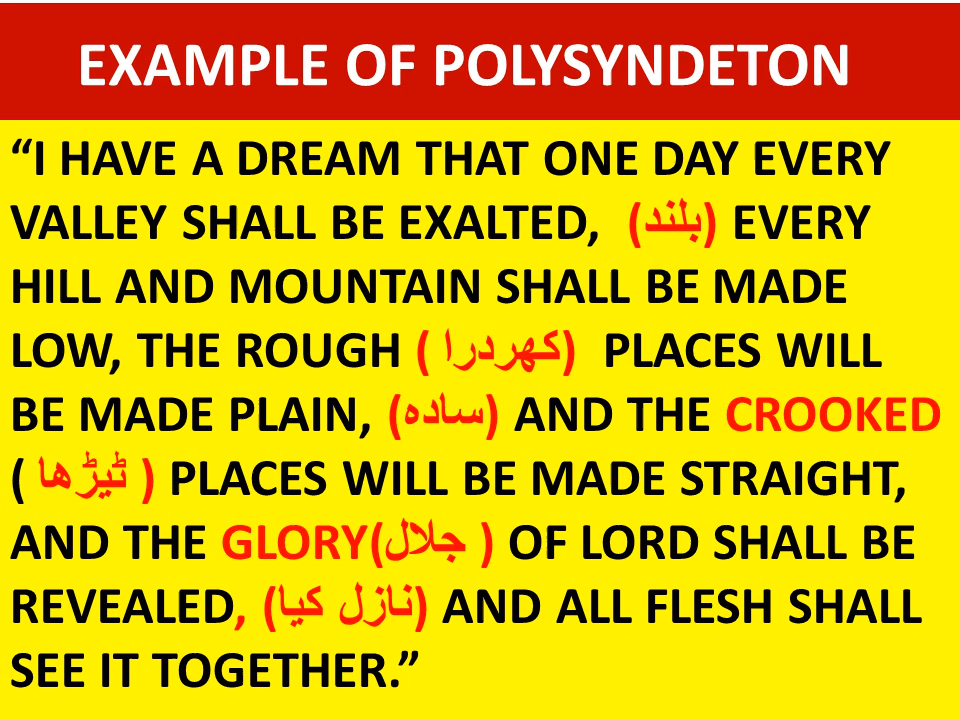 EXAMPLE OF POLYSYNDETON
“I HAVE A DREAM THAT ONE DAY EVERY
VALLEY SHALL BE EXALTED, (بلند) EVERY
HILL AND MOUNTAIN SHALL BE MADE
LOW, THE ROUGH ( کھردرا) PLACES WILL
BE MADE PLAIN, (سادہ) AND THE CROOKED
( ٹیڑھا ) PLACES WILL BE MADE STRAIGHT,
AND THE GLORY(جلال ) OF LORD SHALL BE
REVEALED, (نازل کیا) AND ALL FLESH SHALL
SEE IT TOGETHER.”